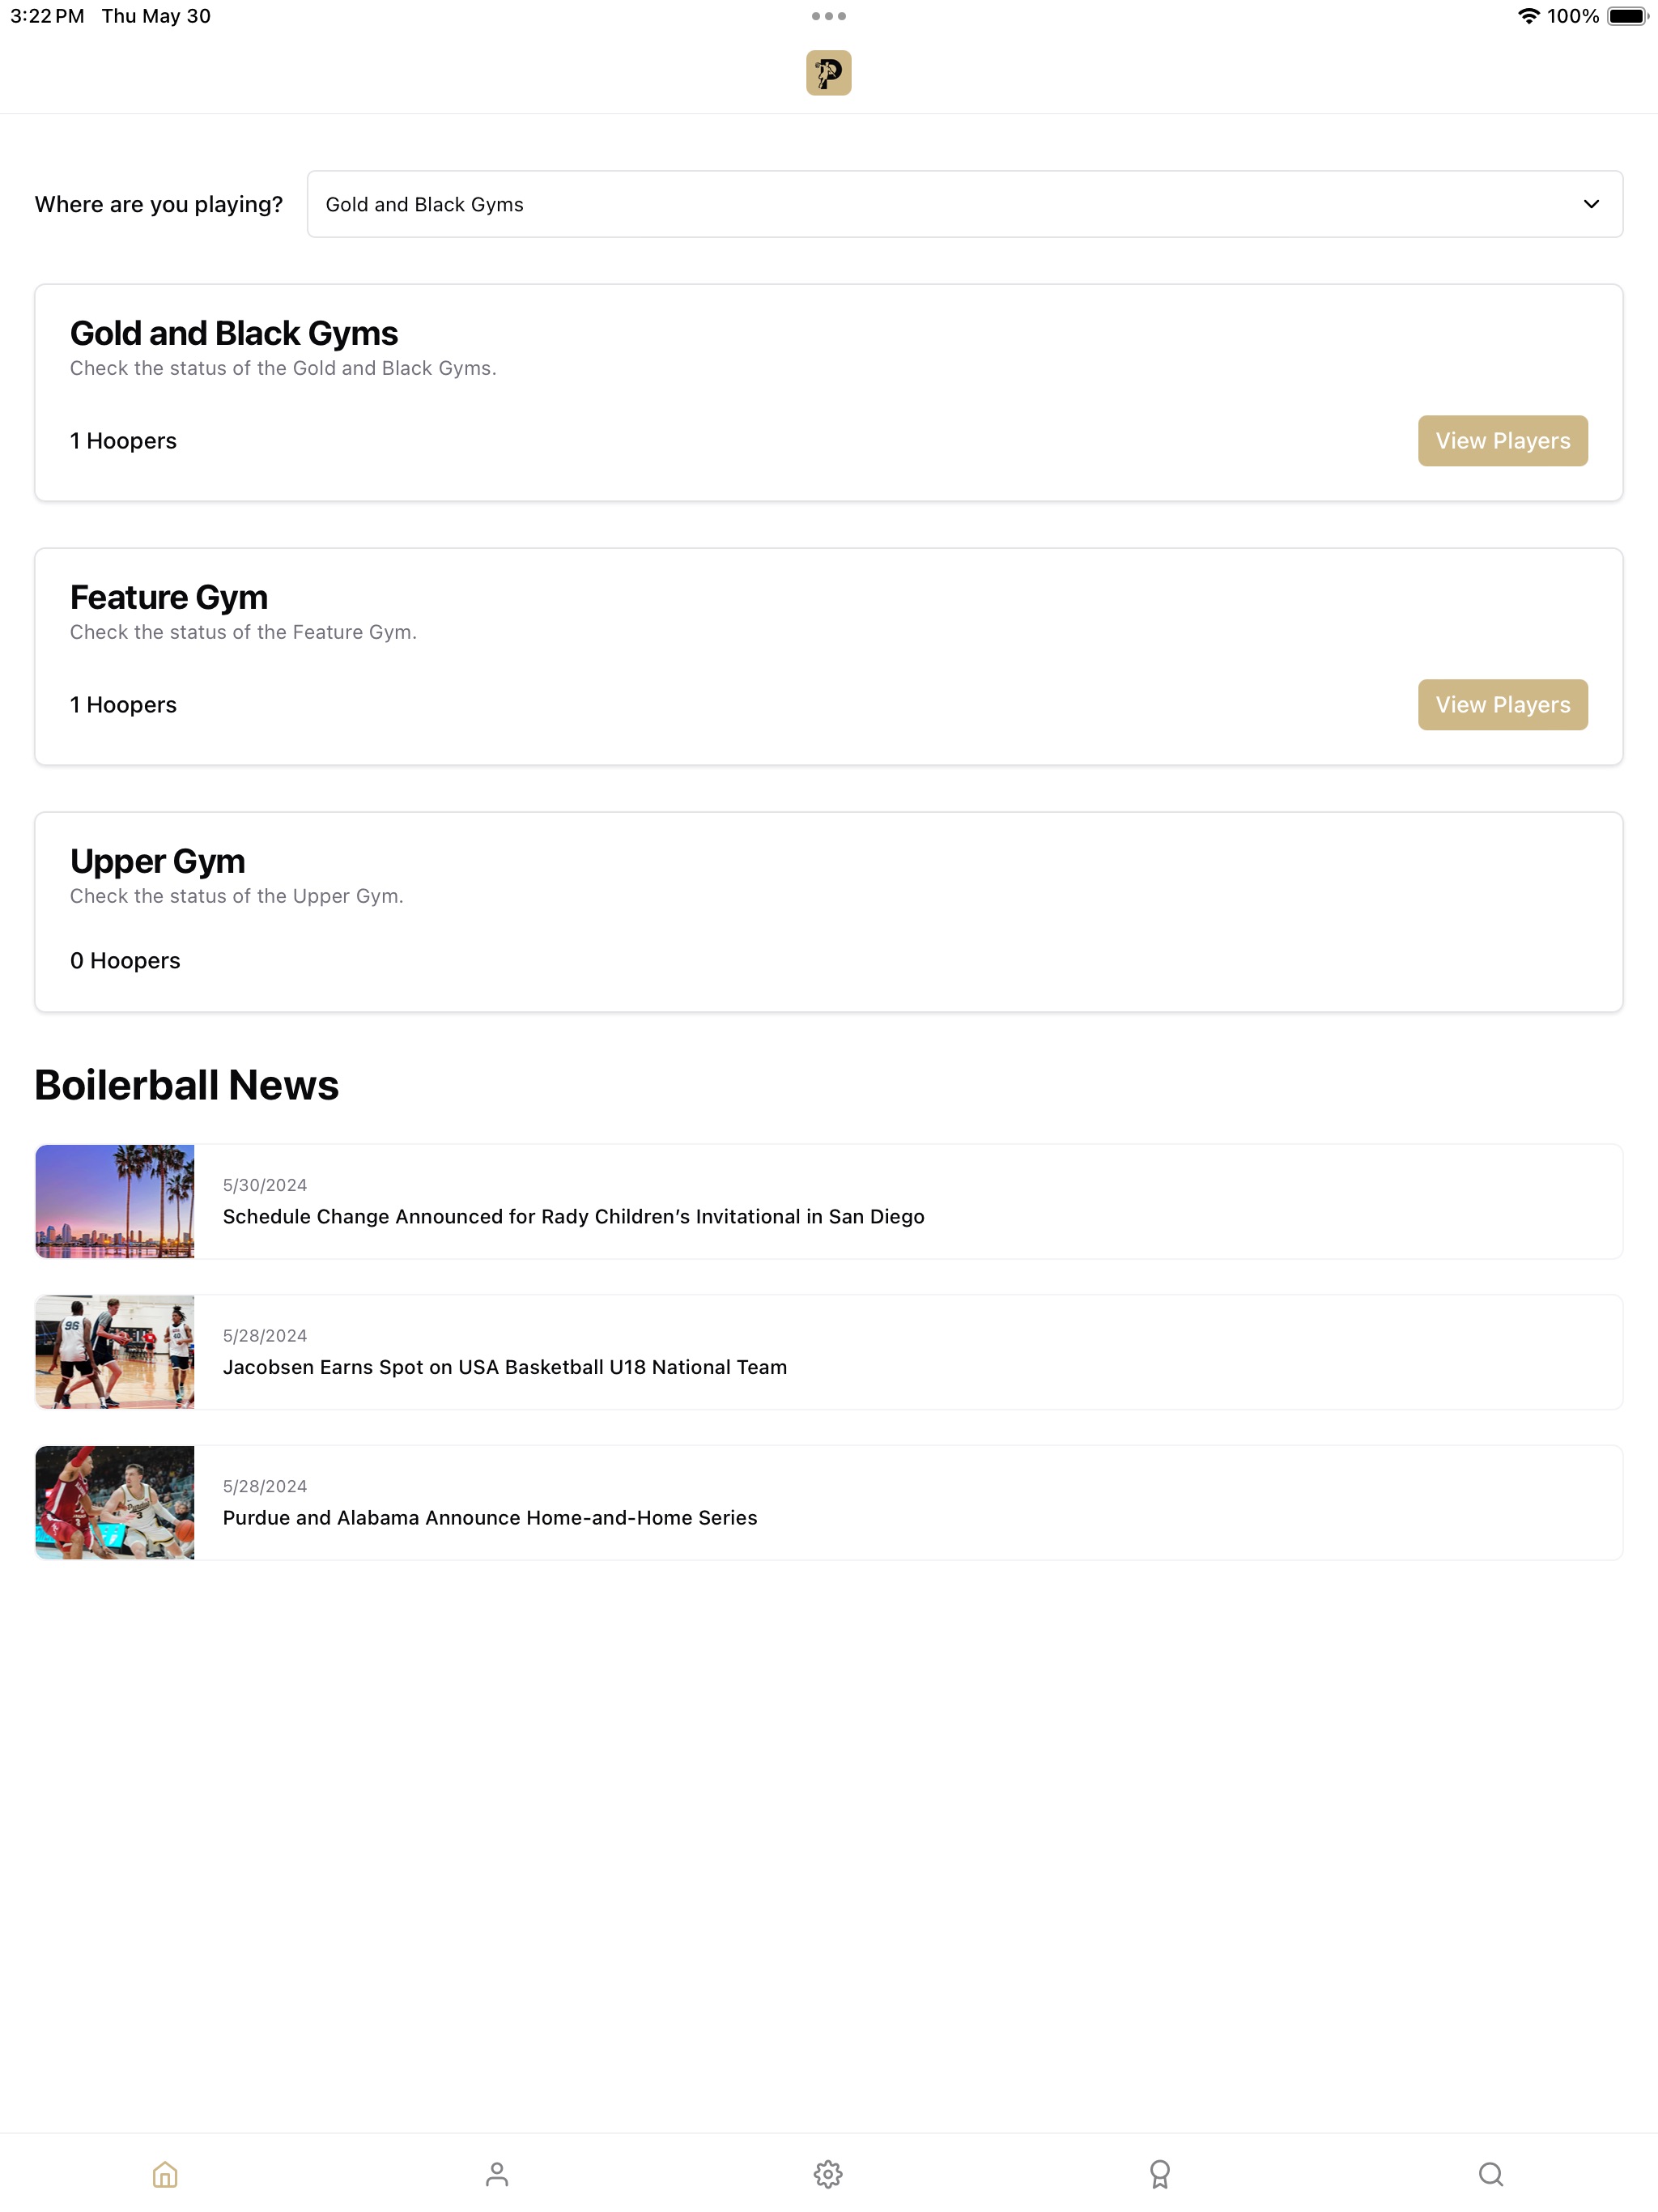 3:22 PM Thu May 30
100%
P
Where are you playing?
Gold and Black Gyms
Gold and Black Gyms
Check the status of the Gold and Black Gyms.
1 Hoopers
View Players
Feature Gym
Check the status of the Feature Gym.
1 Hoopers
View Players
Upper Gym
Check the status of the Upper Gym.
0 Hoopers
Boilerball News
5/30/2024
Schedule Change Announced for Rady Children’s Invitational in San Diego
96
40
5/28/2024
Jacobsen Earns Spot on USA Basketball U18 National Team
3
5/28/2024
Purdue and Alabama Announce Home-and-Home Series